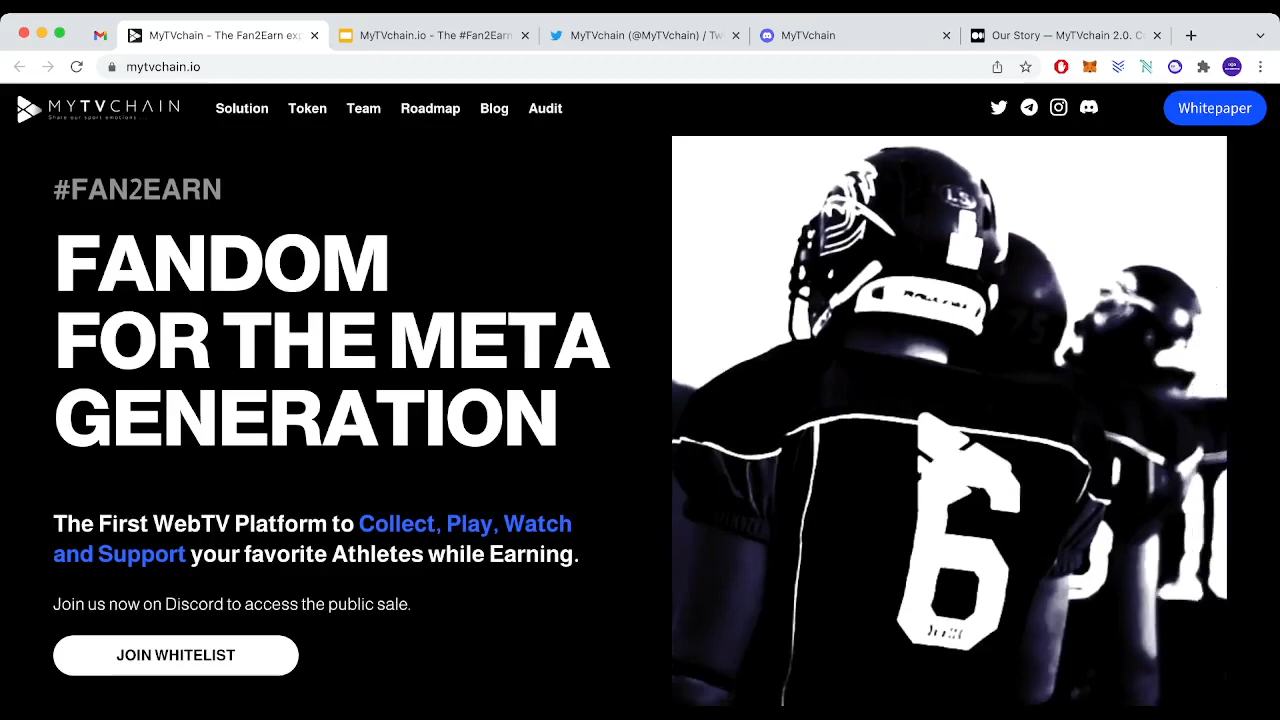 MyTVchain - The Fan2Earn exp
MyTVchain.io - The #Fan2Earn
MyTVchain (@MyTVchain) / Tw
MyTVchain
Our Story — MyTVchain 2.0. C
mytvchain.io
MYTVCHAIN
Share our sport emotions ...
Solution
Token
Team
Roadmap
Blog
Audit
Whitepaper
#FAN2EARN
FANDOM
FOR THE META
GENERATION
The First WebTV Platform to Collect, Play, Watch
and Support your favorite Athletes while Earning.
Join us now on Discord to access the public sale.
JOIN WHITELIST
6